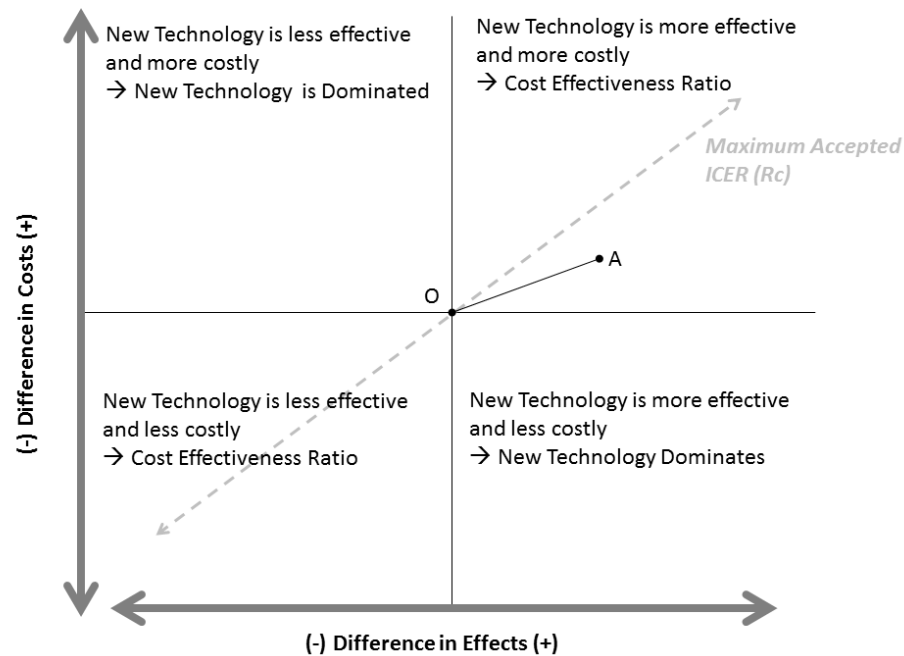 New Technology is less effective
and more costly
→ New Technology is Dominated
New Technology is more effective
and more costly
→ Cost Effectiveness Ratio
Maximum Accepted
ICER (Rc)
A
O
(-) Difference in Costs (+)
New Technology is less effective
and less costly
→ Cost Effectiveness Ratio
New Technology is more effective
and less costly
→ New Technology Dominates
(-) Difference in Effects (+)